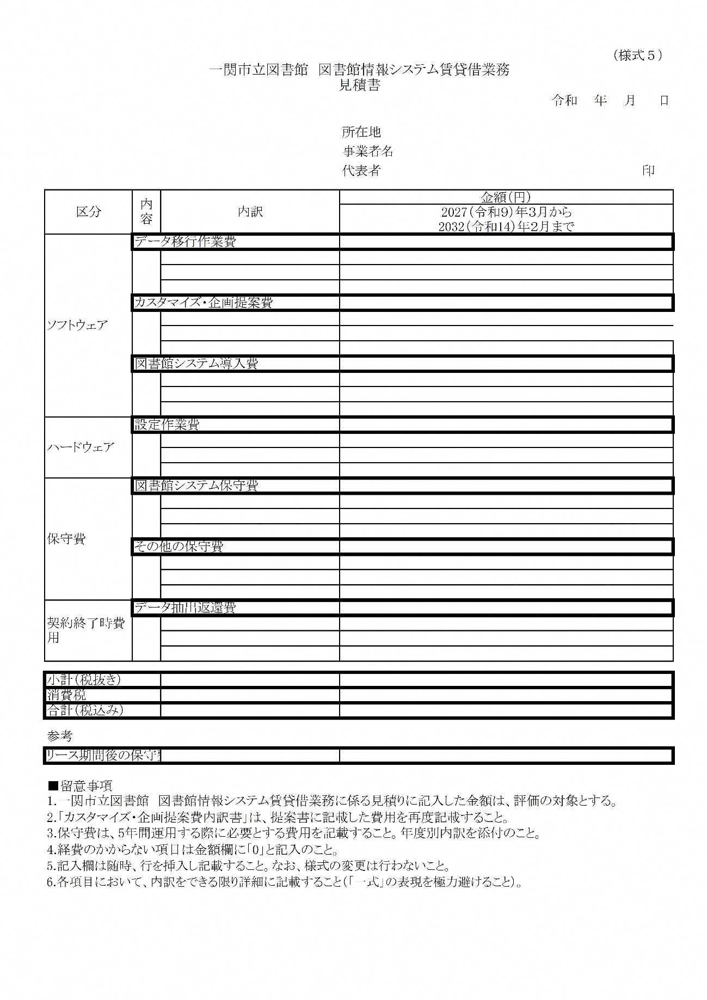 （様式５）
一関市立図書館　図書館情報システム賃貸借業務
見積書
令和　年　月　日
所在地
事業者名
代表者　印
区分
内容
内訳
金額（円）
2027（令和9）年3月から
2032（令和14）年2月まで
ソフトウェア
データ移行作業費
カスタマイズ・企画提案費
図書館システム導入費
ハードウェア
設定作業費
保守費
図書館システム保守費
その他の保守費
契約終了時費用
データ抽出返還費
小計（税抜き）
消費税
合計（税込み）
参考
リース期間後の保守
■留意事項
1.一関市立図書館　図書館情報システム賃貸借業務に係る見積りに記入した金額は、評価の対象とする。
2.「カスタマイズ・企画提案費内訳書」は、提案書に記載した費用を再度記載すること。
3.保守費は、5年間運用する際に必要とする費用を記載すること。年度別内訳を添付のこと。
4.経費のかからない項目は金額欄に「0」と記入のこと。
5.記入欄は随時、行を挿入し記載すること。なお、様式の変更は行わないこと。
6.各項目において、内訳をできる限り詳細に記載すること（「一式」の表現を極力避けること）。